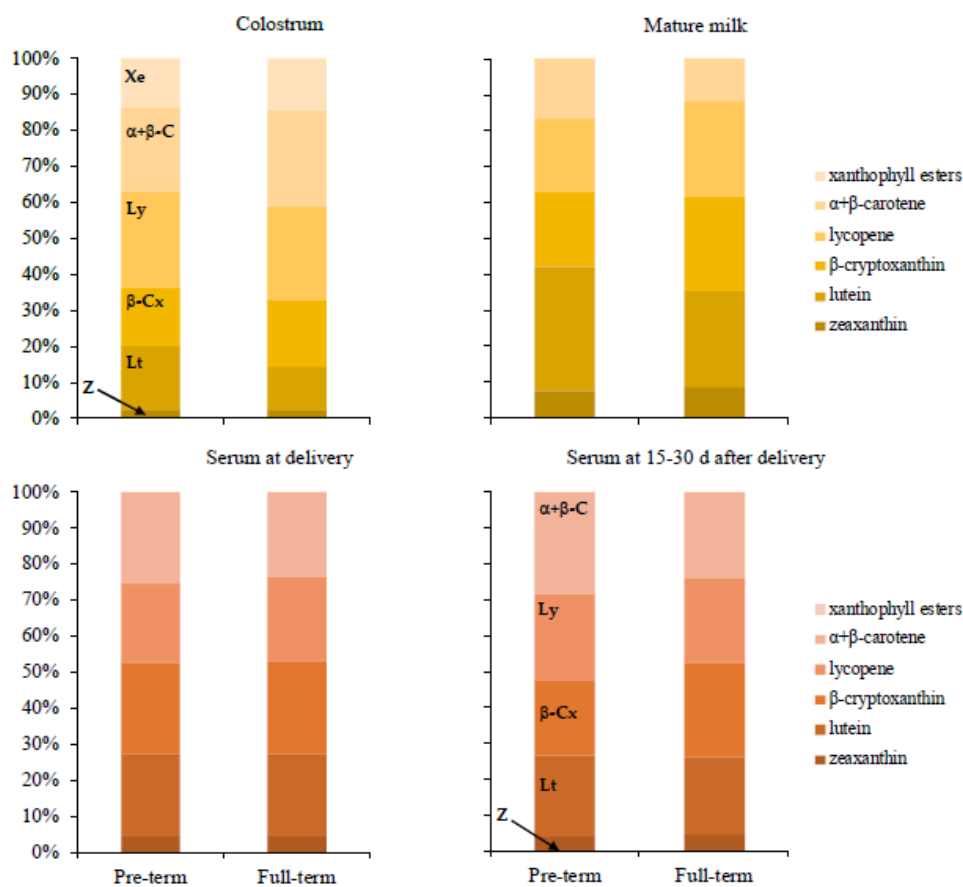 Colostrum
Mature milk
100%
90%
80%
70%
60%
50%
40%
30%
20%
10%
0%
Xe
α+β-C
Ly
β-Cx
Lt
Z
xanthophyll esters
α+β-carotene
lycopene
β-cryptoxanthin
lutein
zeaxanthin
Serum at delivery
Serum at 15-30 d after delivery
100%
90%
80%
70%
60%
50%
40%
30%
20%
10%
0%
α+β-C
Ly
β-Cx
Lt
Z
xanthophyll esters
α+β-carotene
lycopene
β-cryptoxanthin
lutein
zeaxanthin
Pre-term Full-term
Pre-term Full-term